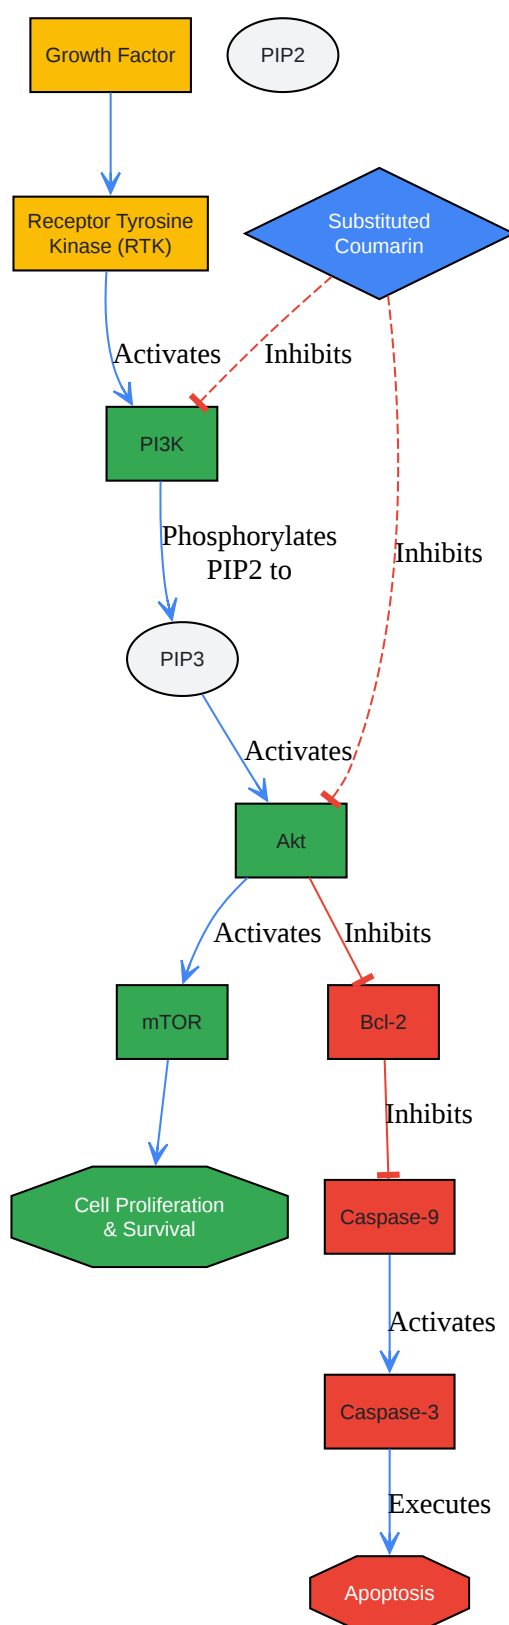 Growth Factor
PIP2
Receptor Tyrosine
Kinase (RTK)
Substituted
Coumarin
Activates
Inhibits
PI3K
Phosphorylates
PIP2 to
Inhibits
PIP3
Activates
Akt
Activates
Inhibits
mTOR
Bcl-2
Inhibits
Cell Proliferation
& Survival
Caspase-9
Activates
Caspase-3
Executes
Apoptosis